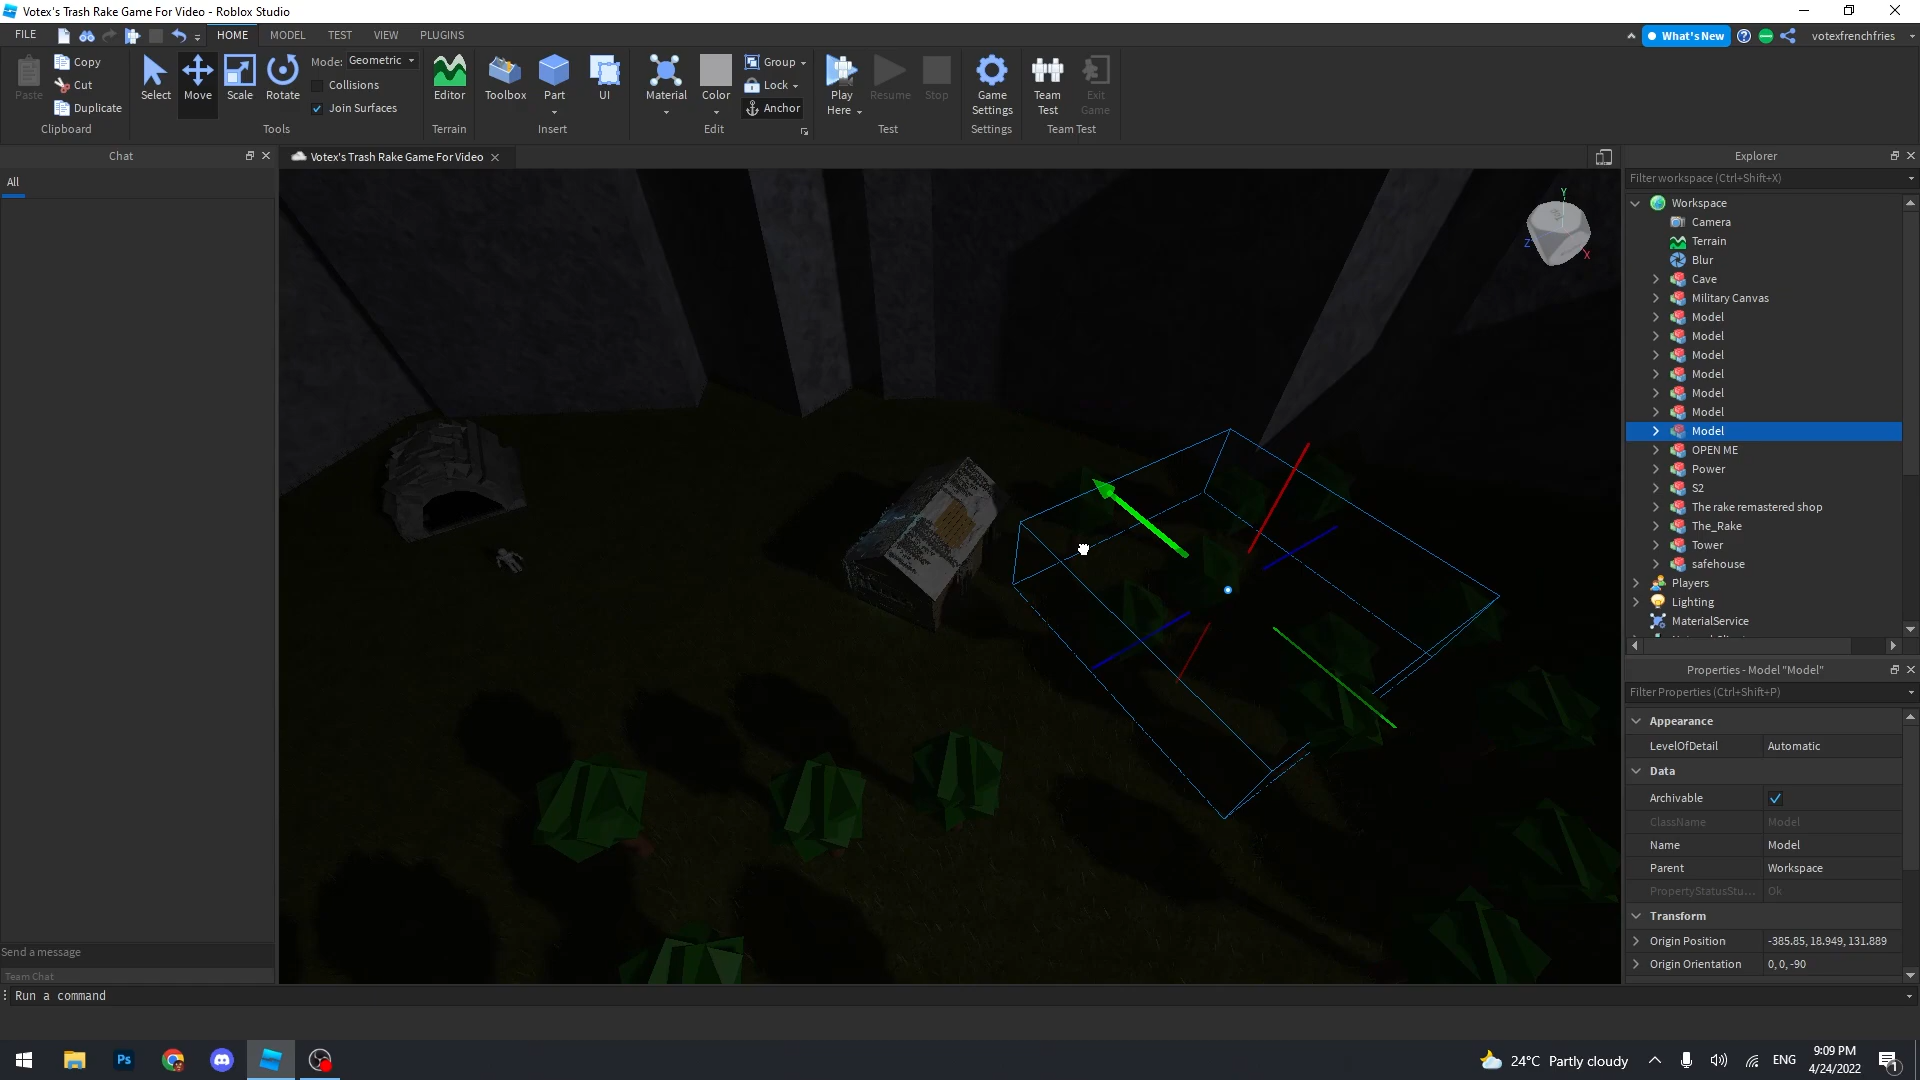 Votex's Trash Rake Game For Video - Roblox Studio
FILE
HOME
MODEL
TEST
VIEW
PLUGINS
What's New
votexfrenchfries
Paste
Copy
Cut
Duplicate
Clipboard
Select
Move
Scale
Rotate
Mode: Geometric
Collisions
Join Surfaces
Tools
Editor
Terrain
Toolbox
Part
UI
Insert
Material
Color
Group
Lock
Anchor
Edit
Play Here
Resume
Stop
Test
Game Settings
Settings
Team Test
Exit Game
Team Test
Chat
All
Votex's Trash Rake Game For Video
Y
Z
X
Send a message
Team Chat
Explorer
Filter workspace (Ctrl+Shift+X)
Workspace
Camera
Terrain
Blur
Cave
Military Canvas
Model
Model
Model
Model
Model
Model
Model
OPEN ME
Power
S2
The rake remastered shop
The_Rake
Tower
safehouse
Players
Lighting
MaterialService
Properties - Model "Model"
Filter Properties (Ctrl+Shift+P)
Appearance
LevelOfDetail Automatic
Data
Archivable
ClassName Model
Name Model
Parent Workspace
PropertyStatusStu... Ok
Transform
Origin Position -385.85, 18.949, 131.889
Origin Orientation 0, 0, -90
Run a command
Ps
24°C Partly cloudy
ENG
9:09 PM
4/24/2022
1